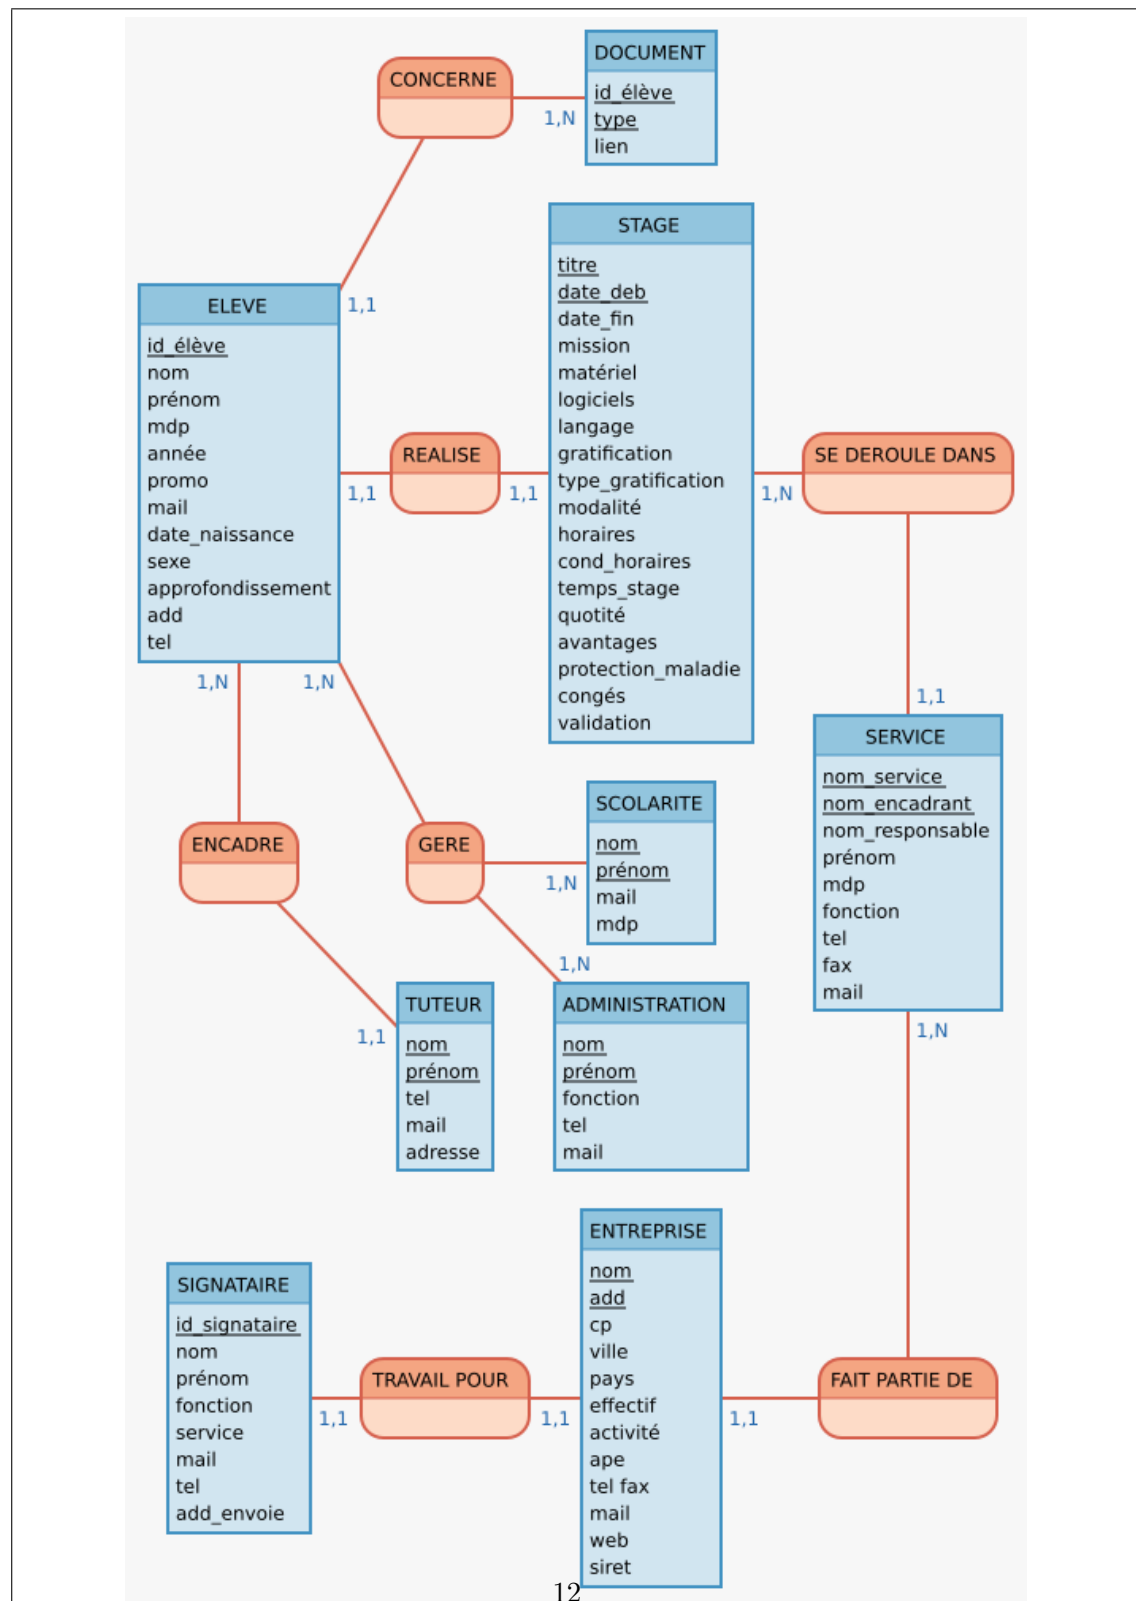 DOCUMENT
id_élève
type
lien
CONCERNE
1,N
1,1
STAGE
titre
date_deb
date_fin
mission
matériel
logiciels
langage
gratification
type_gratification
modalité
horaires
cond_horaires
temps_stage
quotité
avantages
protection_maladie
congés
validation
ELEVE
id_élève
nom
prénom
mdp
année
promo
mail
date_naissance
sexe
approfondissement
add
tel
REALISE
1,1
1,1
SE DEROULE DANS
1,N
1,1
1,N
1,N
SERVICE
nom_service
nom_encadrant
nom_responsable
prénom
mdp
fonction
tel
fax
mail
1,N
ENCADRE
GERE
SCOLARITE
nom
prénom
mail
mdp
1,N
1,N
1,1
TUTEUR
nom
prénom
tel
mail
adresse
ADMINISTRATION
nom
prénom
fonction
tel
mail
ENTREPRISE
nom
add
cp
ville
pays
effectif
activité
ape
tel fax
mail
web
siret
SIGNATAIRE
id_signataire
nom
prénom
fonction
service
mail
tel
add_envoie
TRAVAIL POUR
1,1
1,1
FAIT PARTIE DE
1,1
12